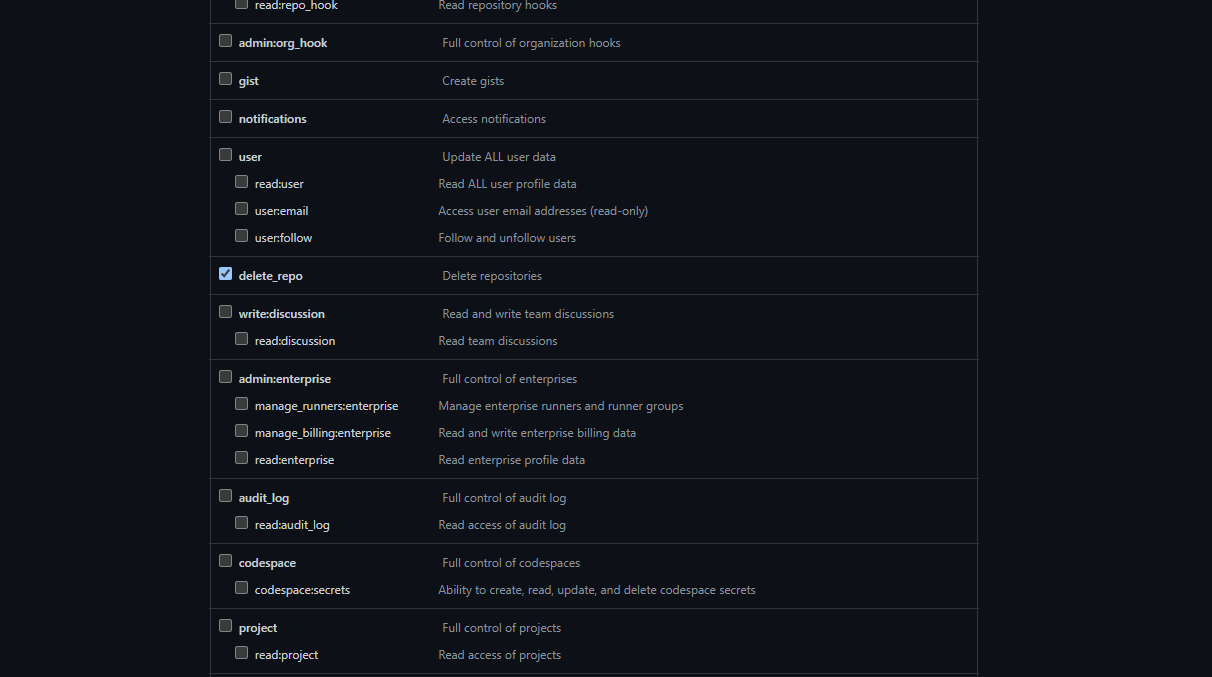 read:repo_hook Read repository hooks
admin:org_hook Full control of organization hooks
gist Create gists
notifications Access notifications
user Update ALL user data
read:user Read ALL user profile data
user:email Access user email addresses (read-only)
user:follow Follow and unfollow users
delete_repo Delete repositories
write:discussion Read and write team discussions
read:discussion Read team discussions
admin:enterprise Full control of enterprises
manage_runners:enterprise Manage enterprise runners and runner groups
manage_billing:enterprise Read and write enterprise billing data
read:enterprise Read enterprise profile data
audit_log Full control of audit log
read:audit_log Read access of audit log
codespace Full control of codespaces
codespace:secrets Ability to create, read, update, and delete codespace secrets
project Full control of projects
read:project Read access of projects